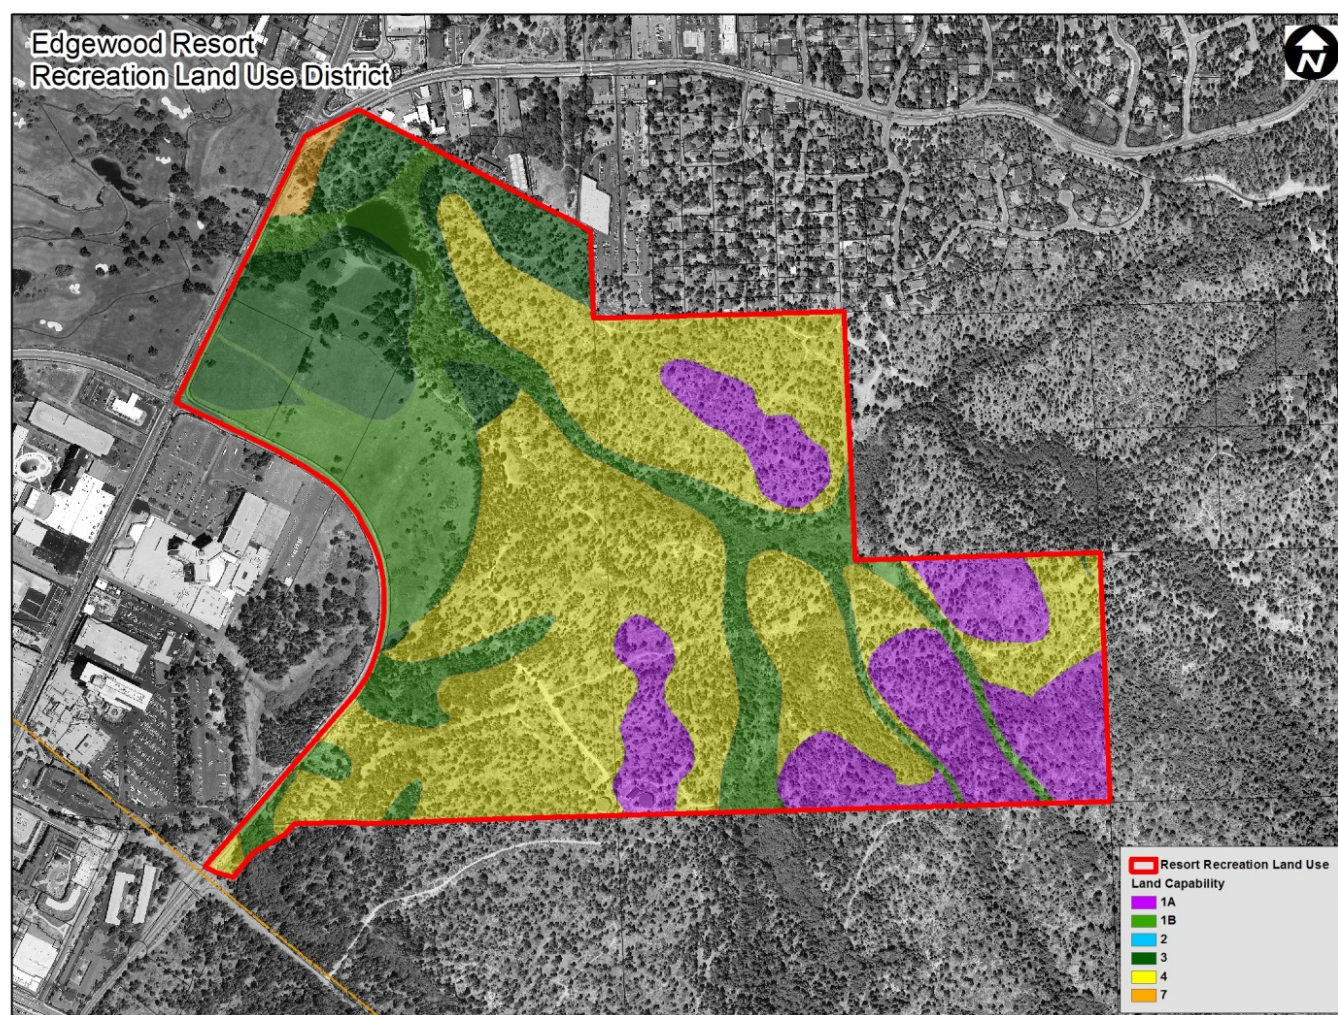 Edgewood Resort
Recreation Land Use District
N
Resort Recreation Land Use
Land Capability
1A
1B
2
3
4
7